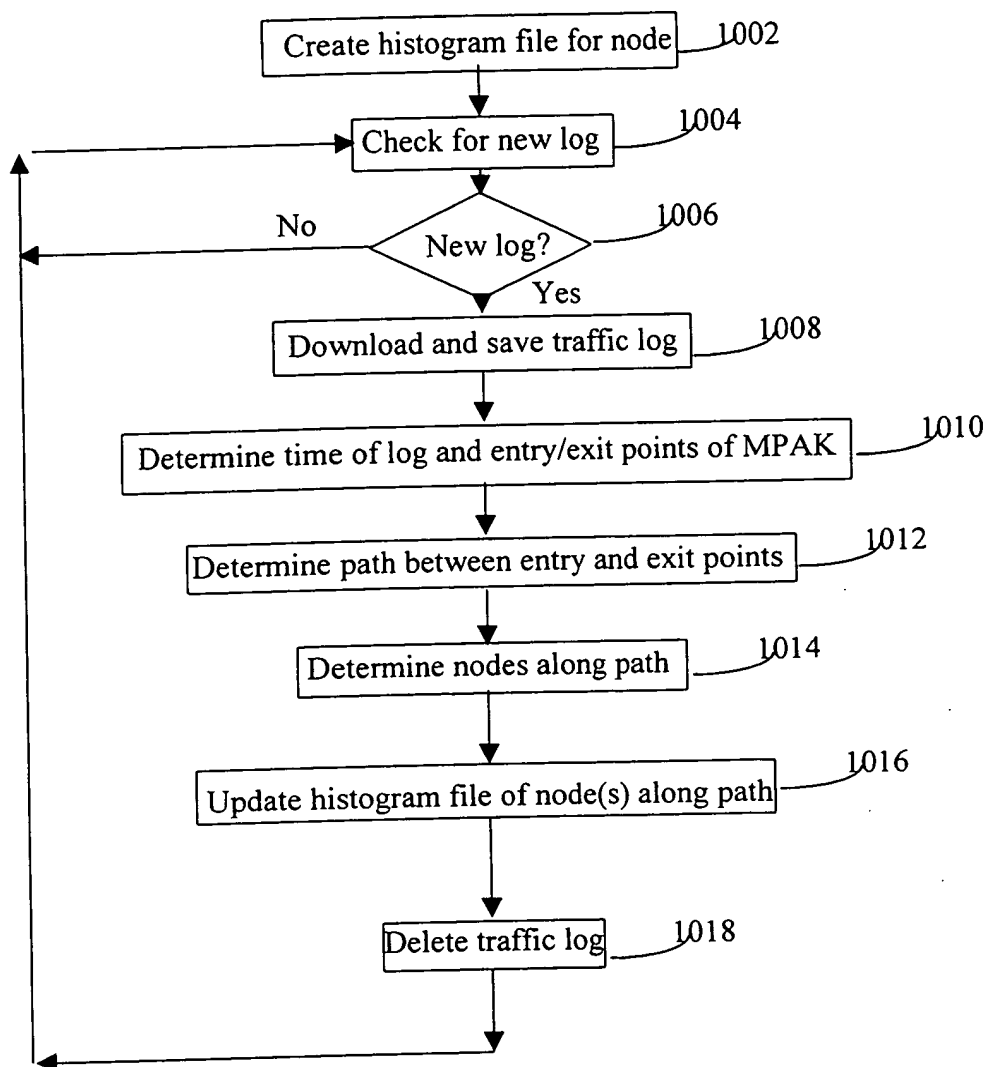 Create histogram file for node
1002
Check for new log
1004
No
New log?
1006
Yes
Download and save traffic log
1008
Determine time of log and entry/exit points of MPAK
1010
Determine path between entry and exit points
1012
Determine nodes along path
1014
Update histogram file of node(s) along path
1016
Delete traffic log
1018